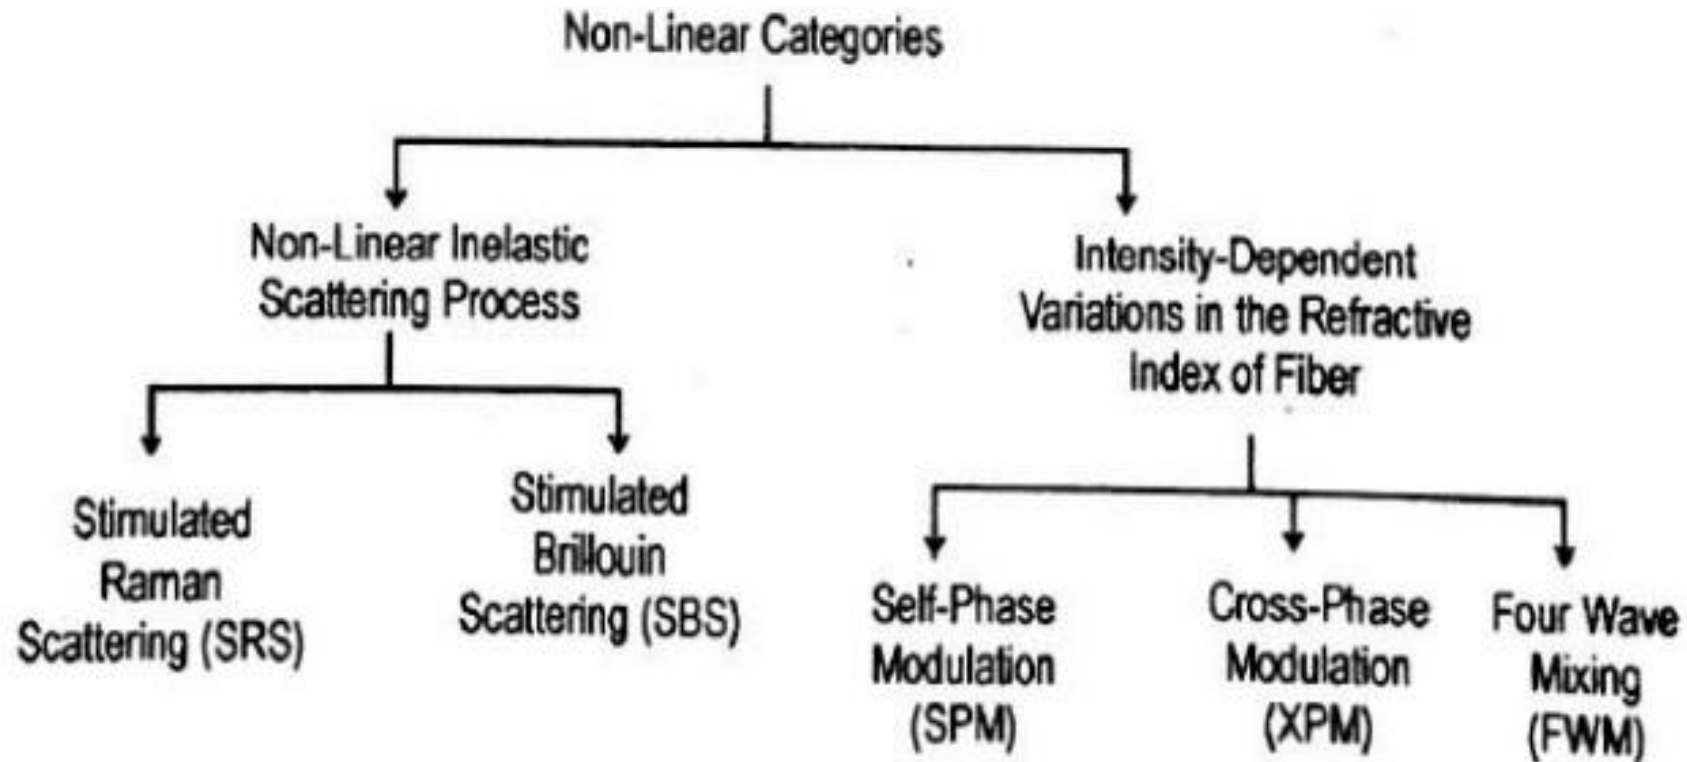 Non-Linear Categories
Non-Linear Inelastic
Scattering Process
Intensity-Dependent
Variations in the Refractive
Index of Fiber
Stimulated
Raman
Scattering (SRS)
Stimulated
Brillouin
Scattering (SBS)
Self-Phase
Modulation
(SPM)
Cross-Phase
Modulation
(XPM)
Four Wave
Mixing
(FWM)